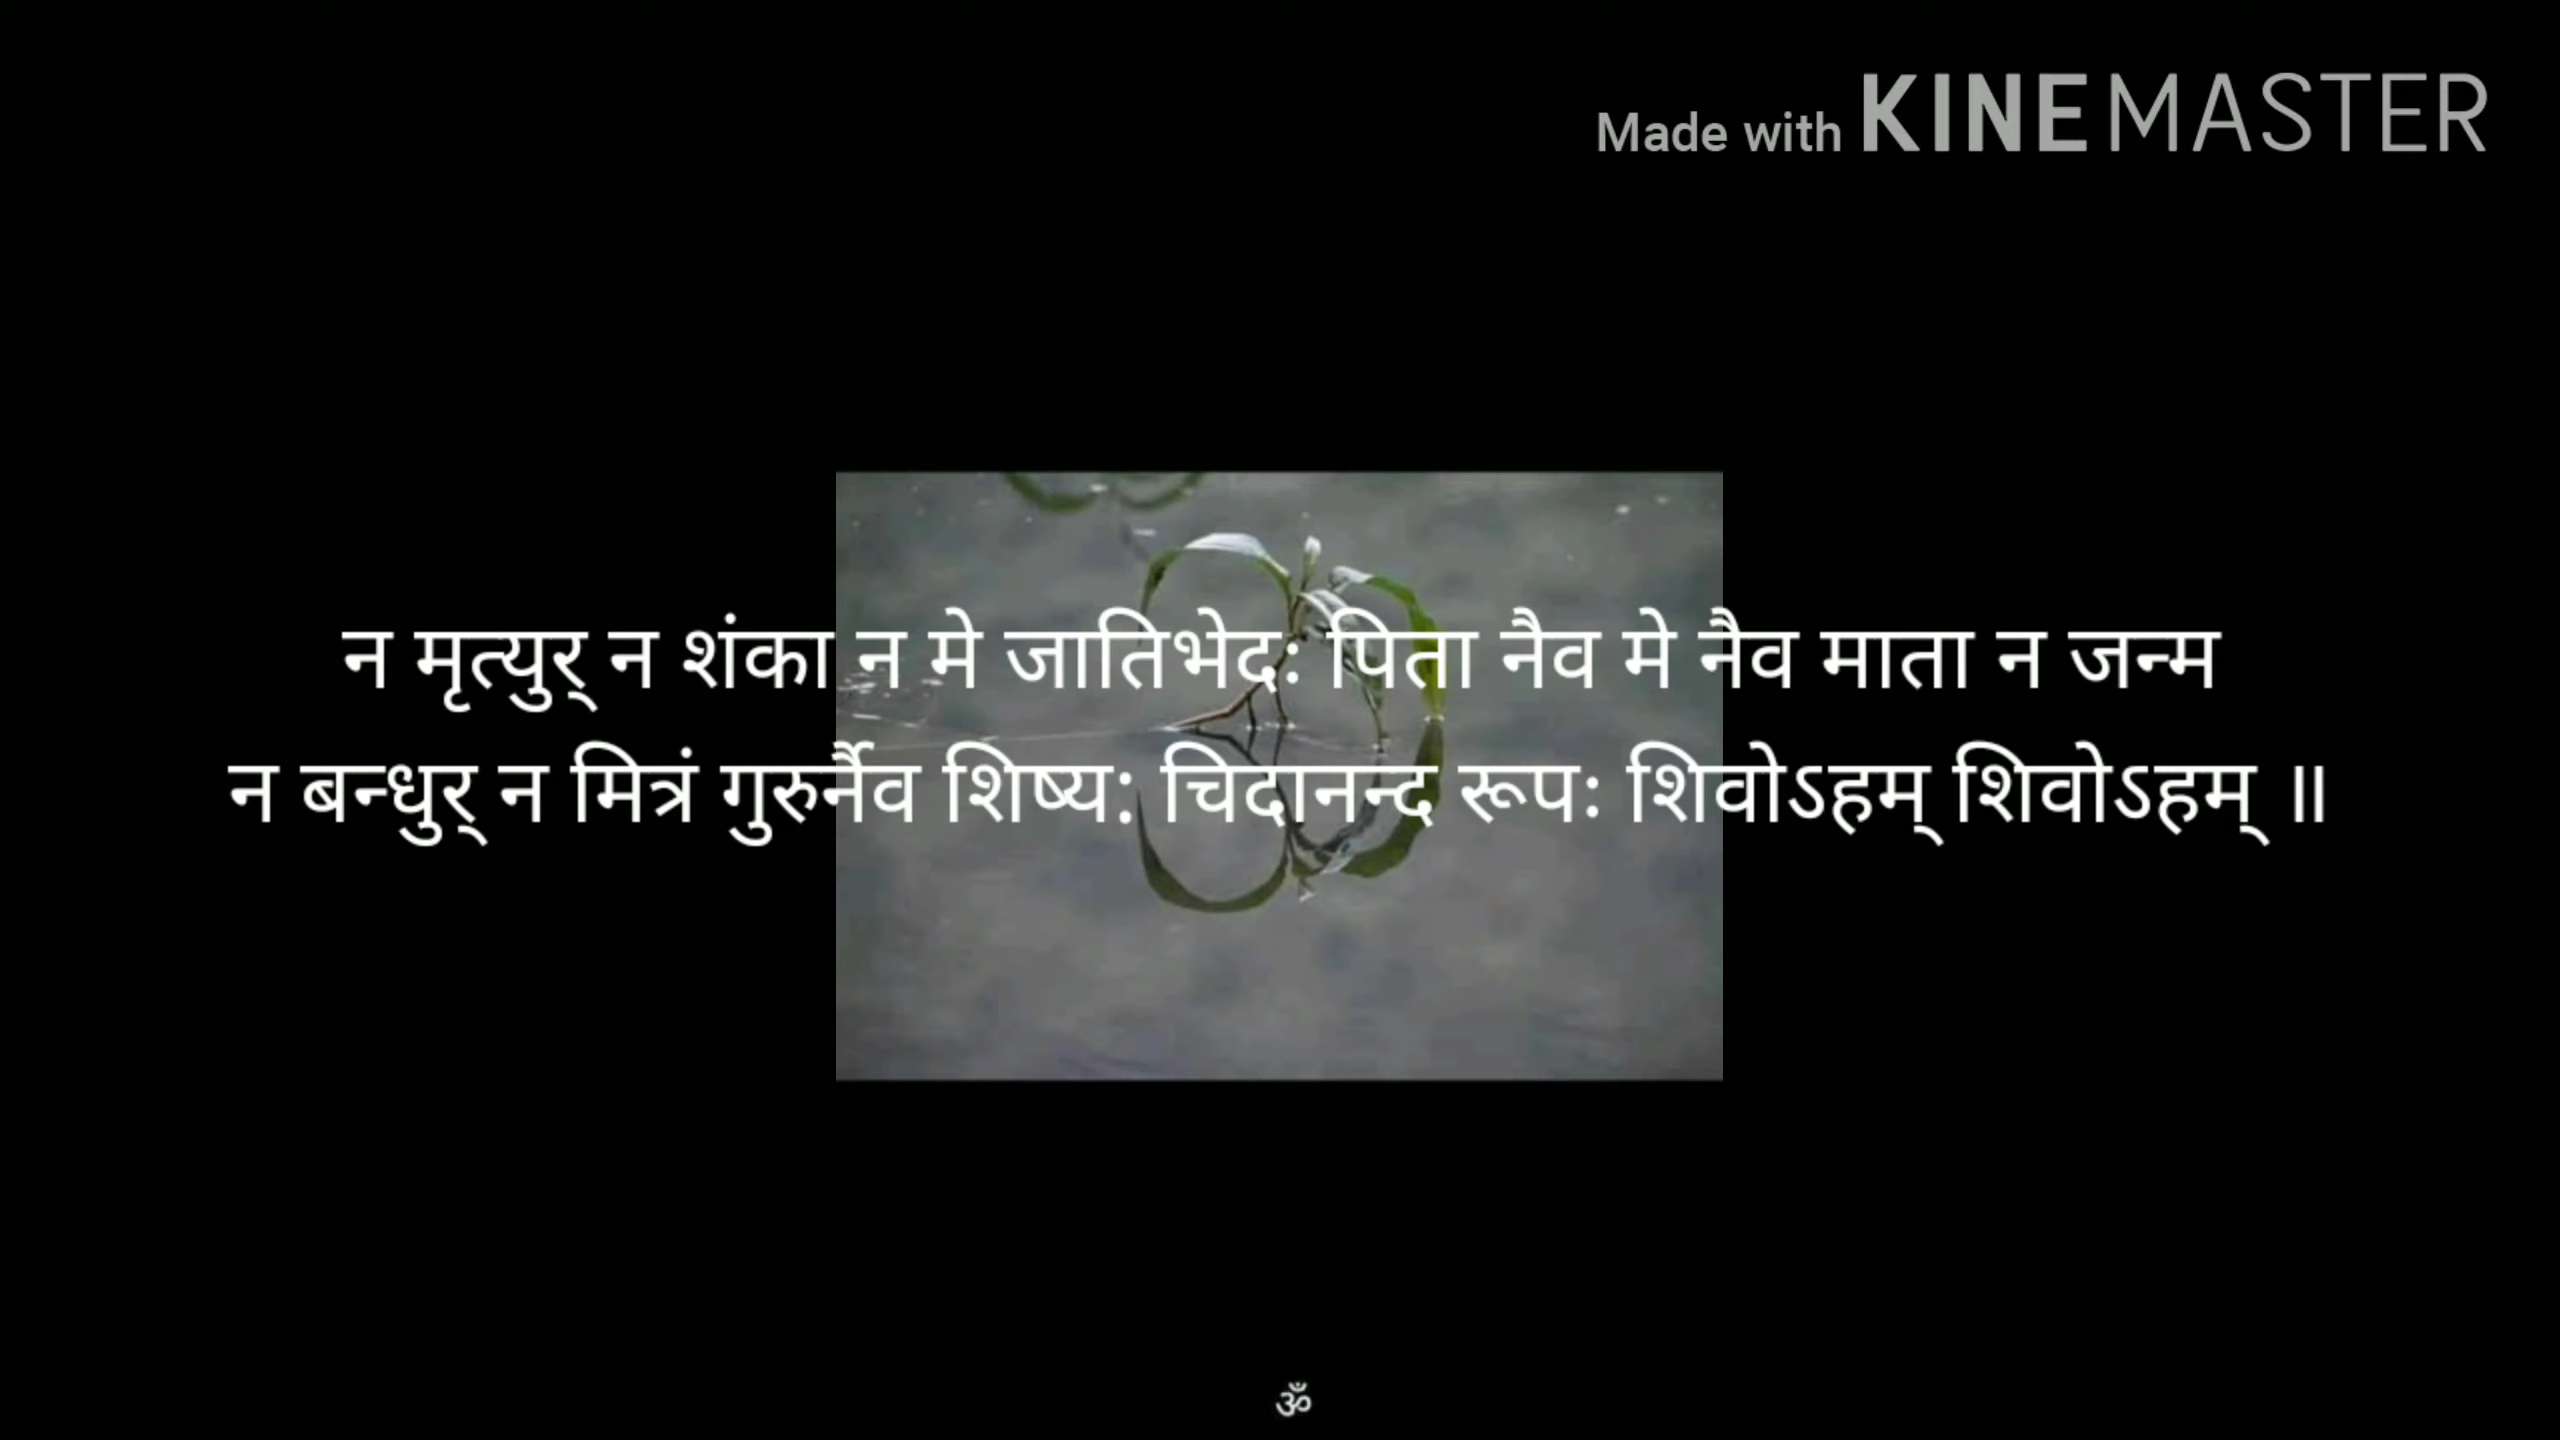 Made with KINEMASTER
न मृत्युर् न शंका न मे जातिभेदः पिता नैव मे नैव माता न जन्म
न बन्धुर् न मित्रं गुरुर्नैव शिष्य: चिदानन्द रूपः शिवोऽहम् शिवोऽहम् ॥
ॐ